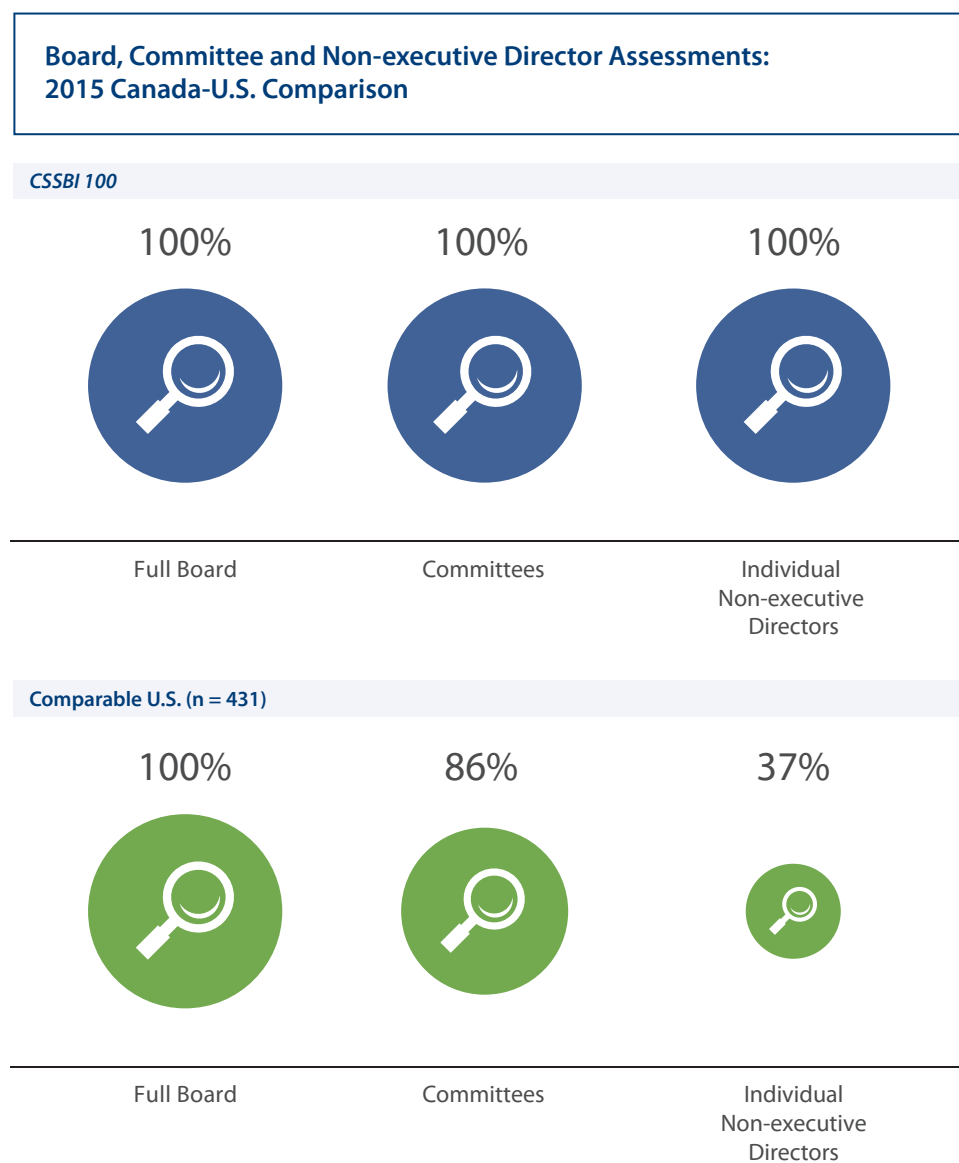 Board, Committee and Non-executive Director Assessments:
2015 Canada-U.S. Comparison
CSSBI 100
100% 100% 100%
Full Board Committees Individual
Non-executive
Directors
Comparable U.S. (n = 431)
100% 86% 37%
Full Board Committees Individual
Non-executive
Directors